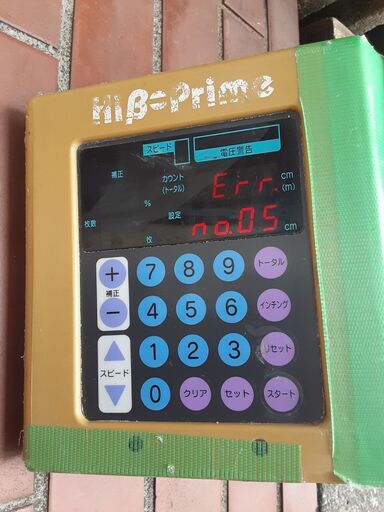 HIβ=Prime
スピード
電圧警告
補正 カウント (トータル) Err. cm (m)
%
枚数 設定 no.05 cm
枚
+ 7 8 9 トータル
補正
− 4 5 6 インチング
1 2 3 リセット
スピード
0 クリア セット スタート